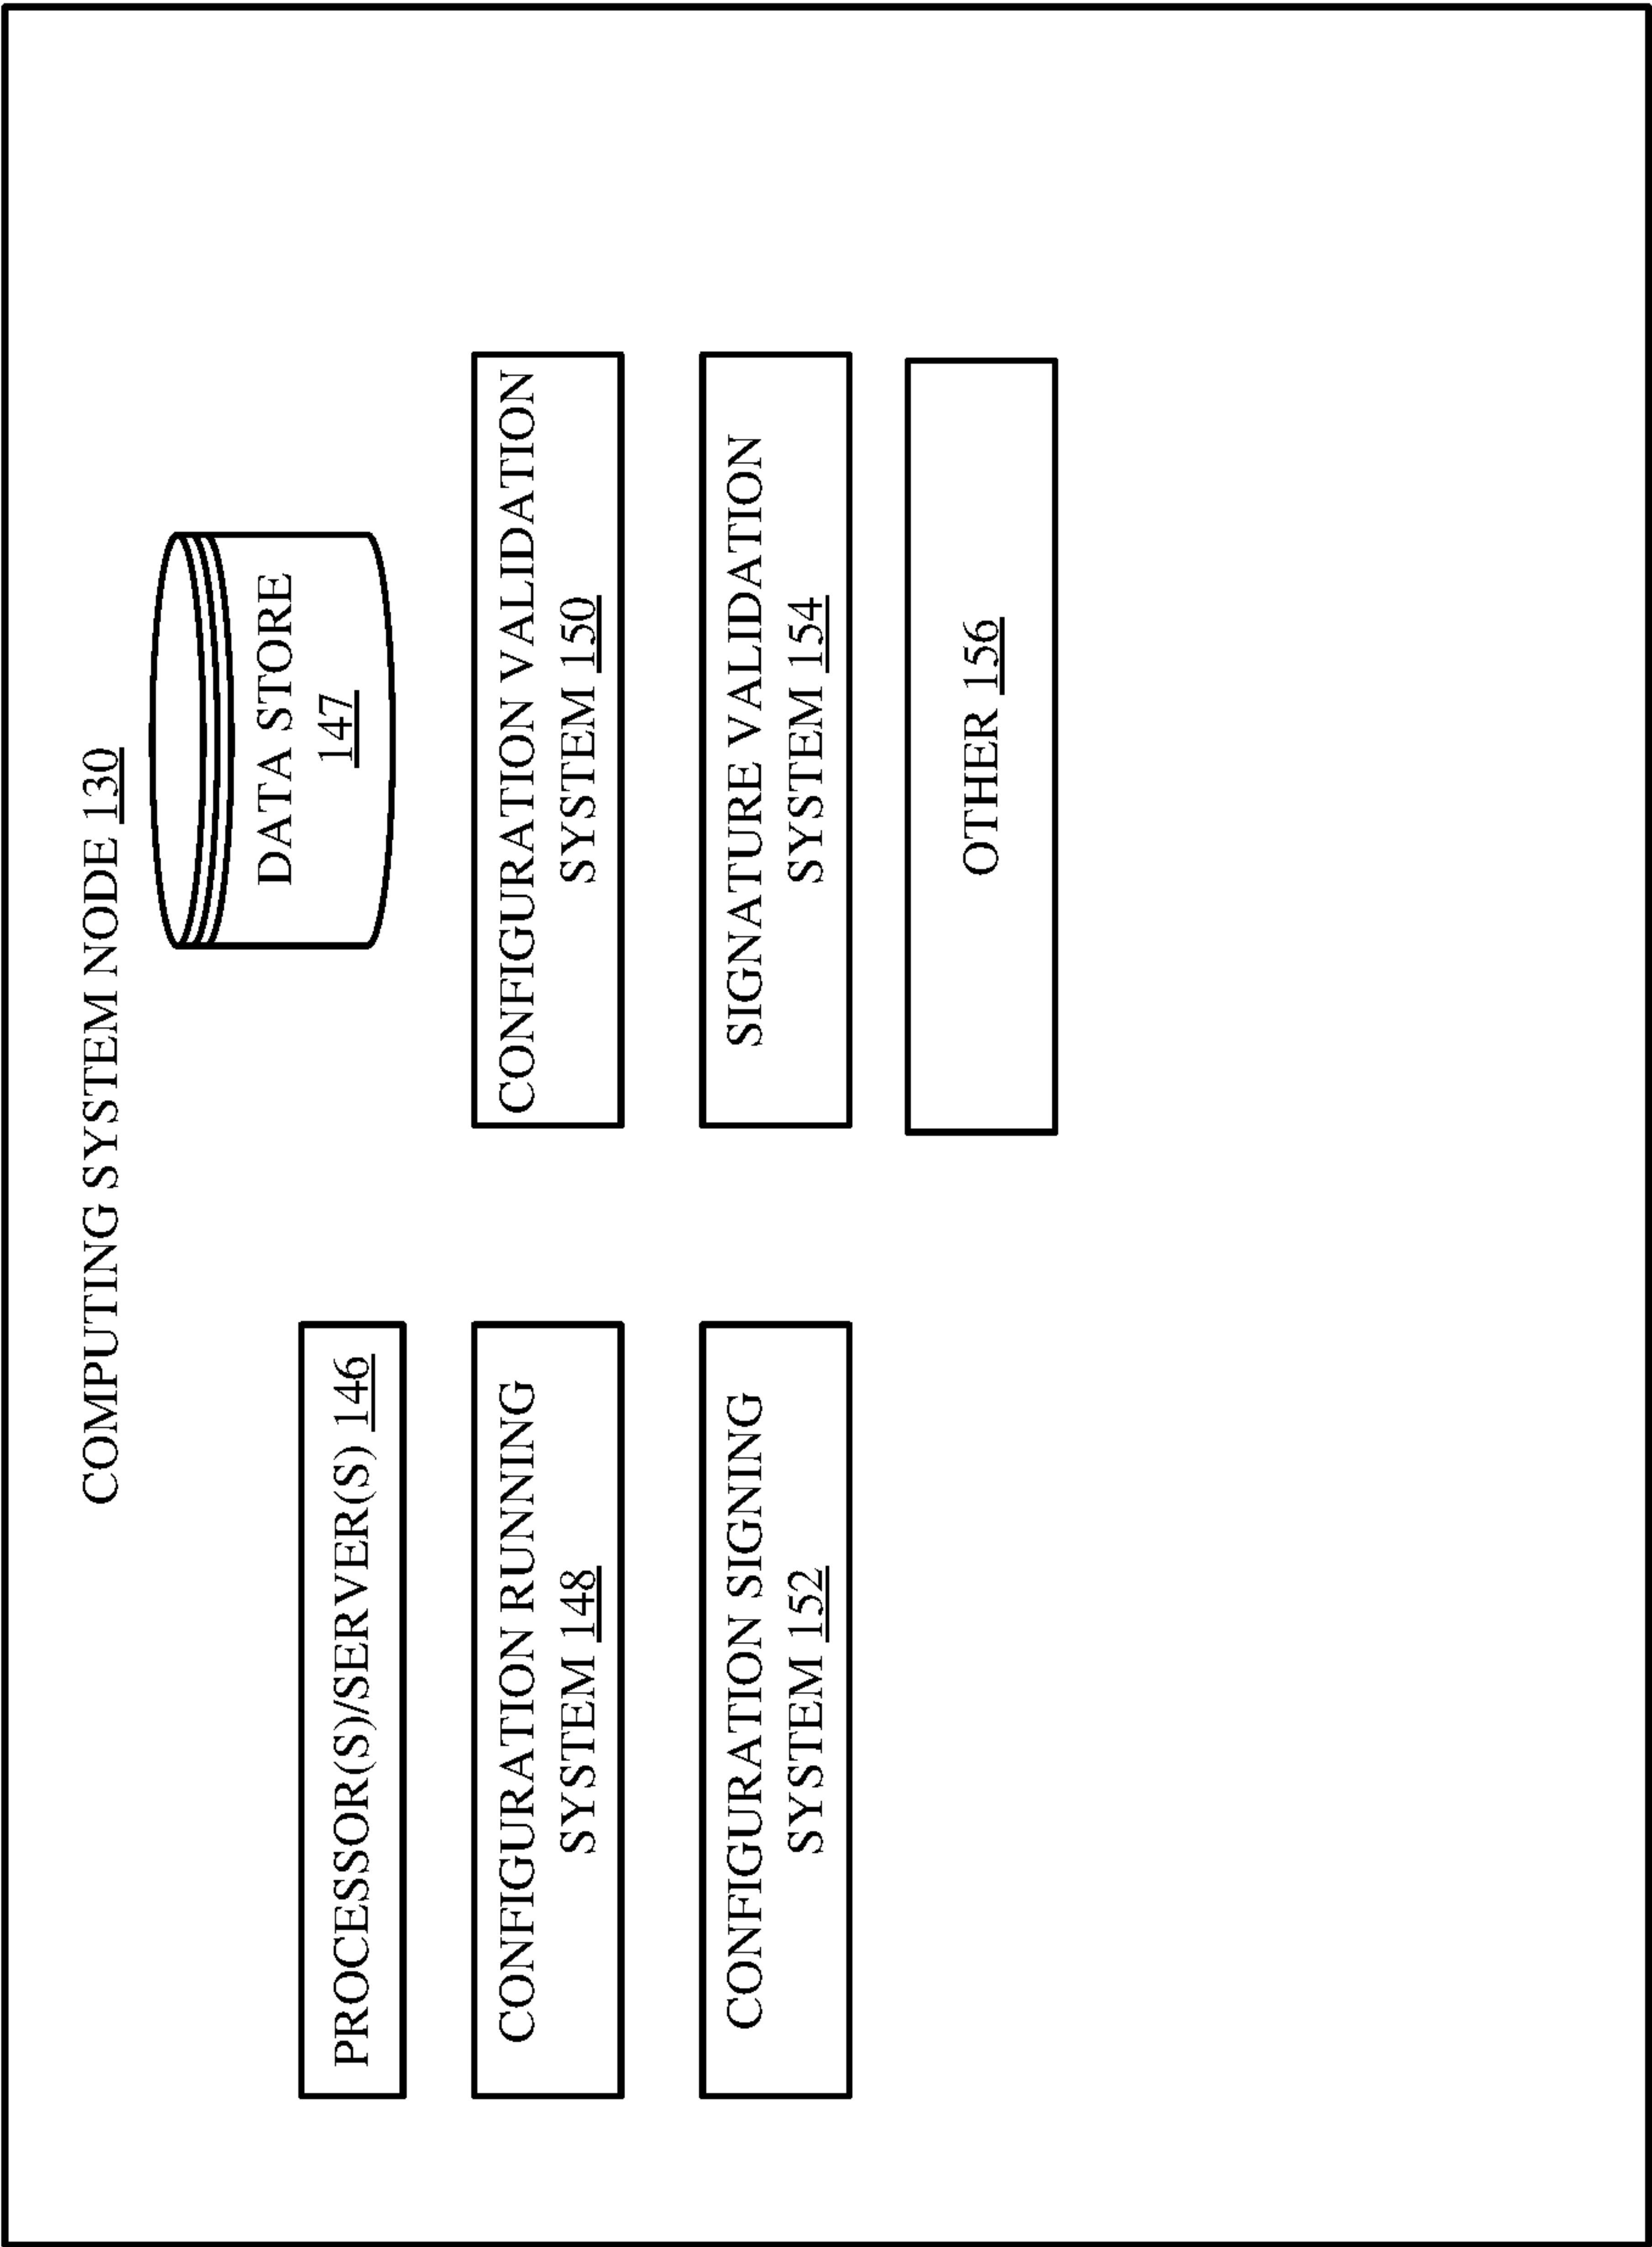 COMPUTING SYSTEM NODE 130
PROCESSOR(S)/SERVER(S) 146
DATA STORE
147
CONFIGURATION RUNNING
SYSTEM 148
CONFIGURATION VALIDATION
SYSTEM 150
CONFIGURATION SIGNING
SYSTEM 152
SIGNATURE VALIDATION
SYSTEM 154
OTHER 156